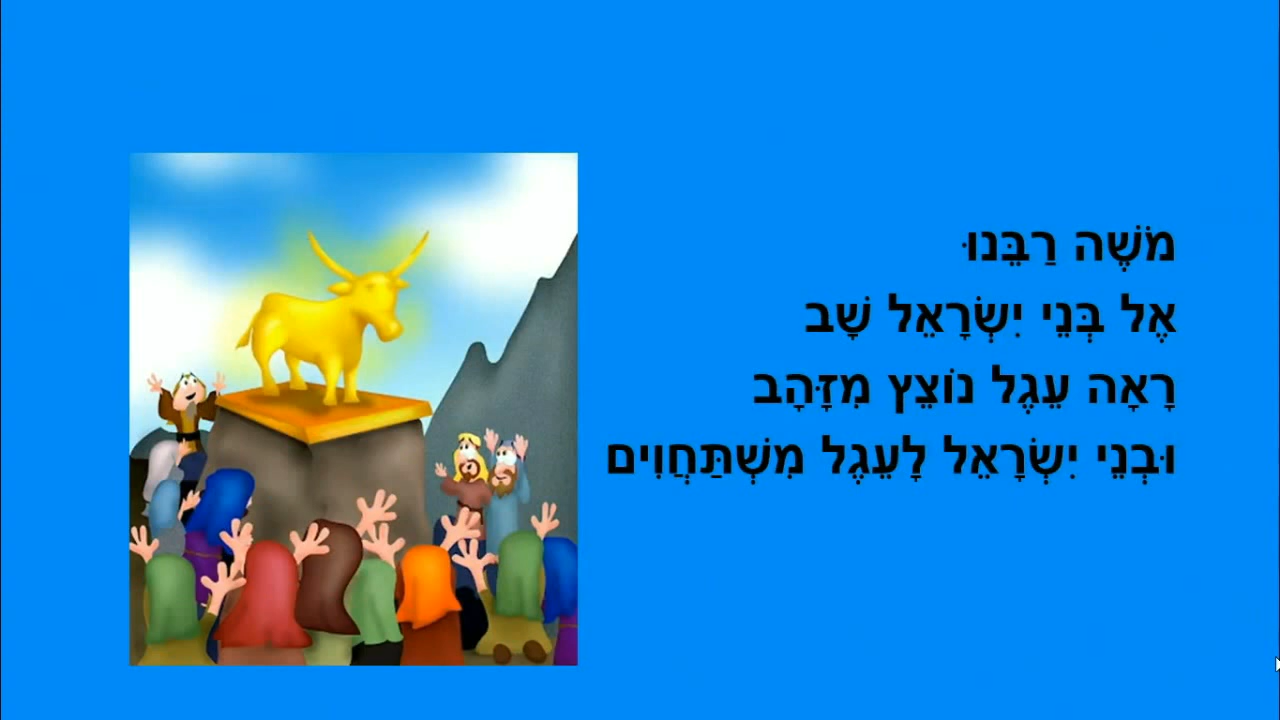 מֹשֶׁה רַבֵּנוּ
אֶל בְּנֵי יִשְׂרָאֵל שָׁב
רָאָה עֵגֶל נוֹצֵץ מִזָּהָב
וּבְנֵי יִשְׂרָאֵל לָעֵגֶל מִשְׁתַּחֲוִים